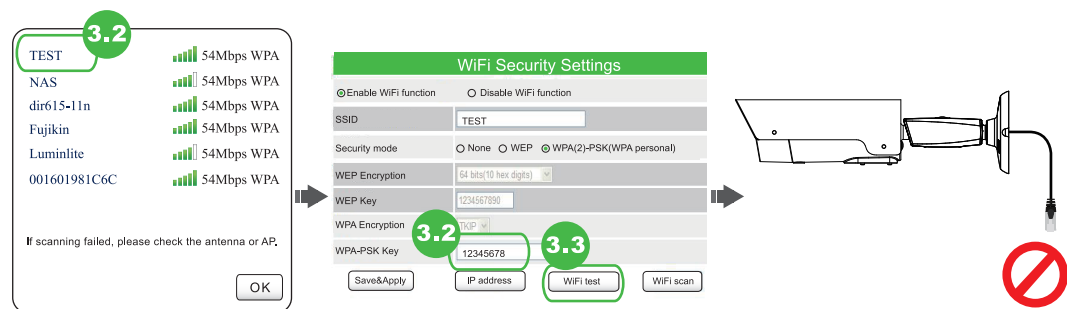 3.2
TEST 54Mbps WPA
NAS 54Mbps WPA
dir615-11n 54Mbps WPA
Fujikin 54Mbps WPA
Luminlite 54Mbps WPA
001601981C6C 54Mbps WPA
If scanning failed, please check the antenna or AP.
OK
WiFi Security Settings
Enable WiFi function Disable WiFi function
SSID TEST
Security mode None WEP WPA(2)-PSK(WPA personal)
WEP Encryption 64 bits(10 hex digits)
WEP Key 1234567890
WPA Encryption TKIP
3.2
3.3
WPA-PSK Key 12345678
Save&Apply IP address WiFi test WiFi scan